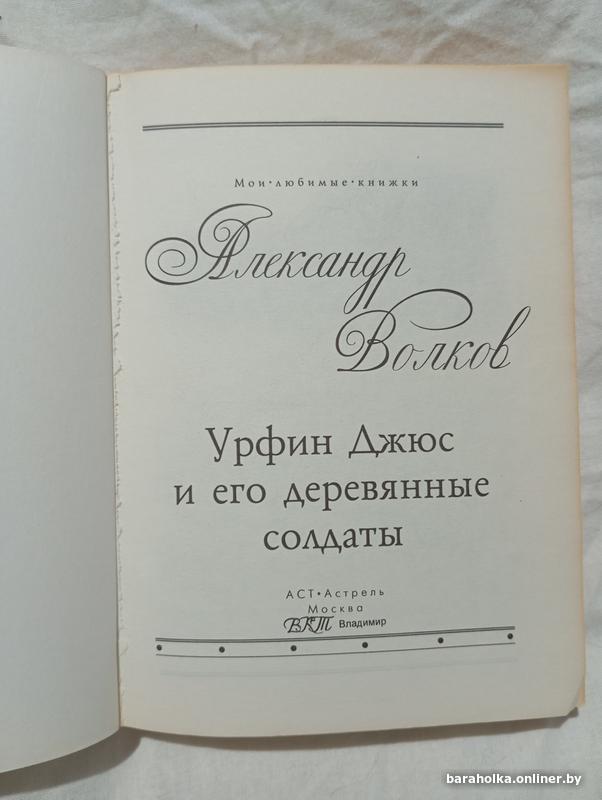 Мои•любимые•книжки
Александр
Волков
Урфин Джюс
и его деревянные
солдаты
АСТ•Астрель
Москва
ВКТ Владимир
baraholka.onliner.by